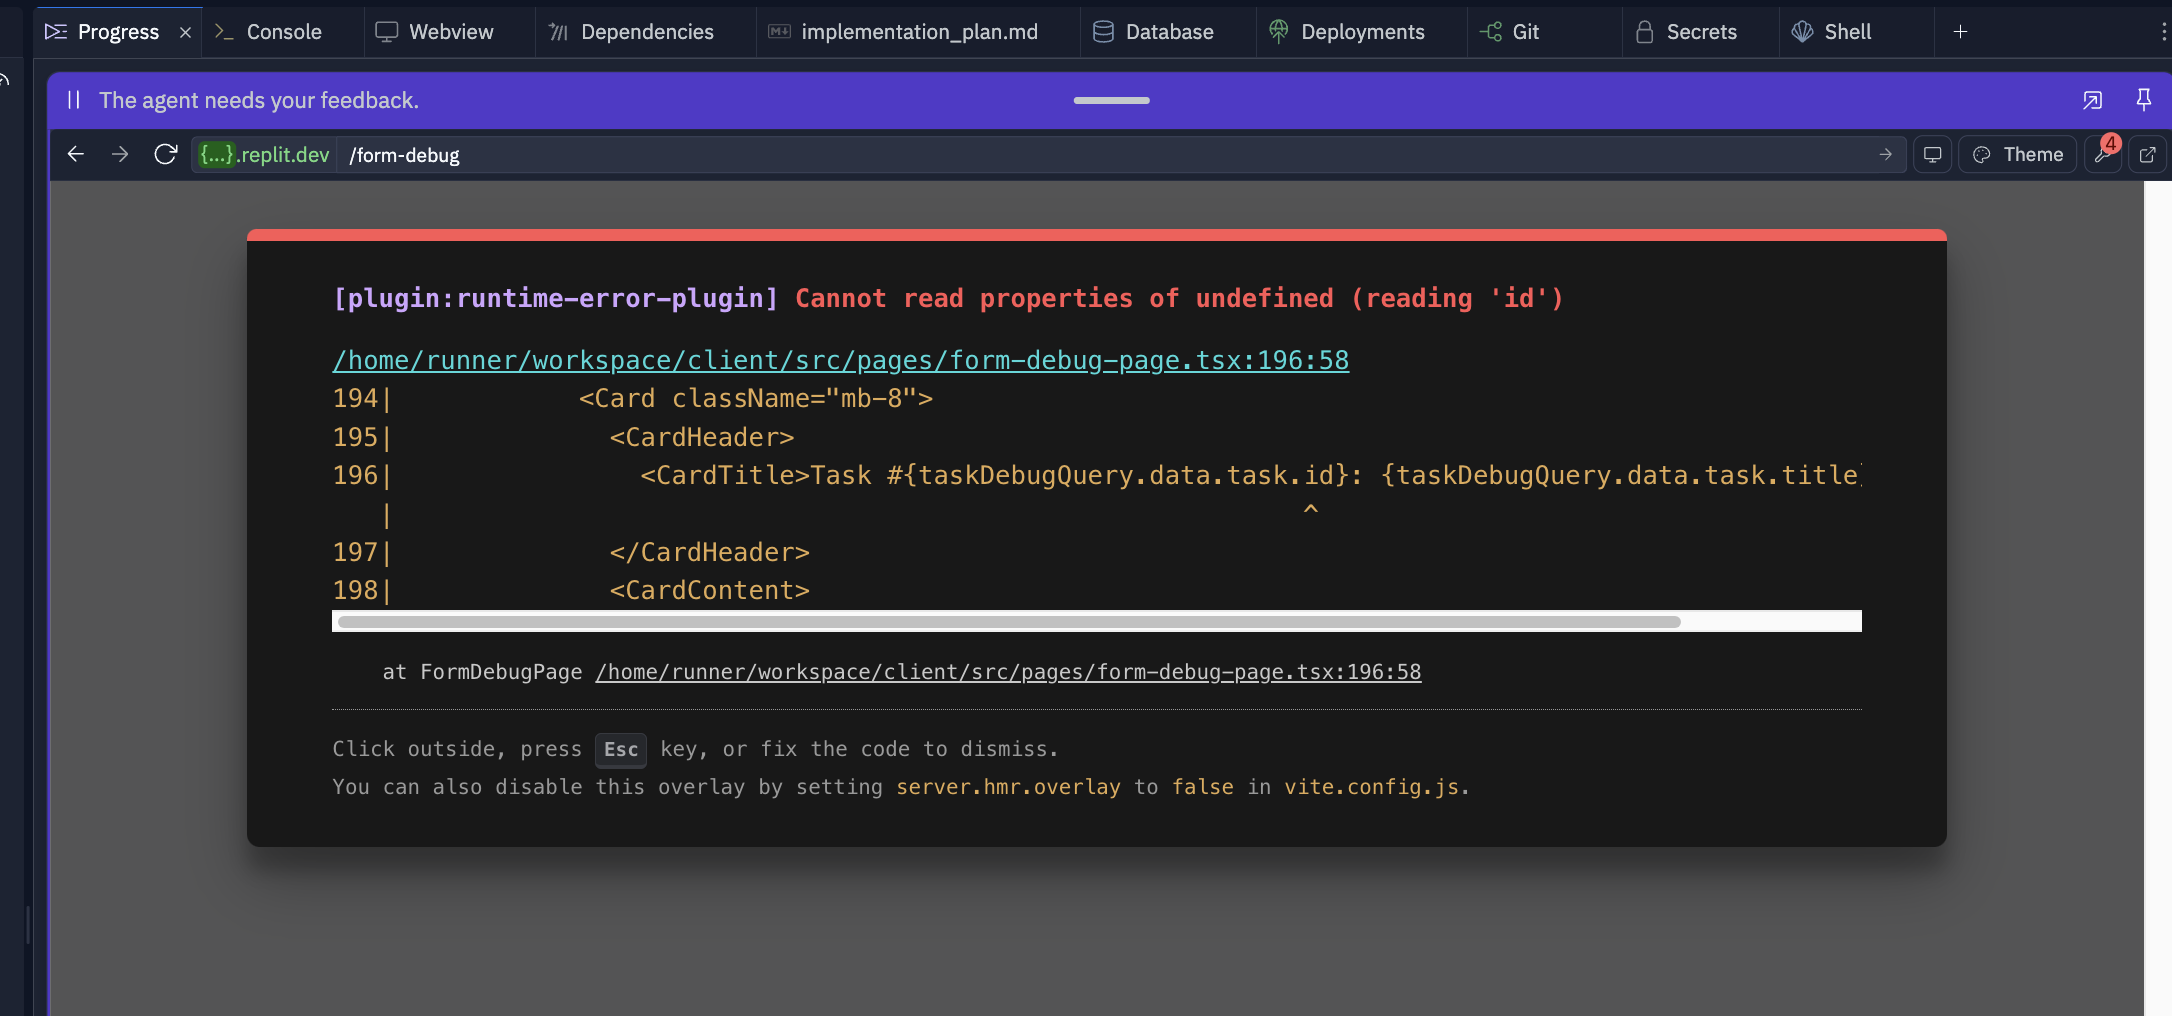 Progress Console Webview Dependencies implementation_plan.md Database Deployments Git Secrets Shell
The agent needs your feedback.
{...}.replit.dev /form-debug Theme 4
[plugin:runtime-error-plugin] Cannot read properties of undefined (reading 'id')
/home/runner/workspace/client/src/pages/form-debug-page.tsx:196:58
194|            <Card className="mb-8">
195|              <CardHeader>
196|                <CardTitle>Task #{taskDebugQuery.data.task.id}: {taskDebugQuery.data.task.title}
   |                                                           ^
197|              </CardHeader>
198|              <CardContent>
at FormDebugPage /home/runner/workspace/client/src/pages/form-debug-page.tsx:196:58
Click outside, press Esc key, or fix the code to dismiss.
You can also disable this overlay by setting server.hmr.overlay to false in vite.config.js.